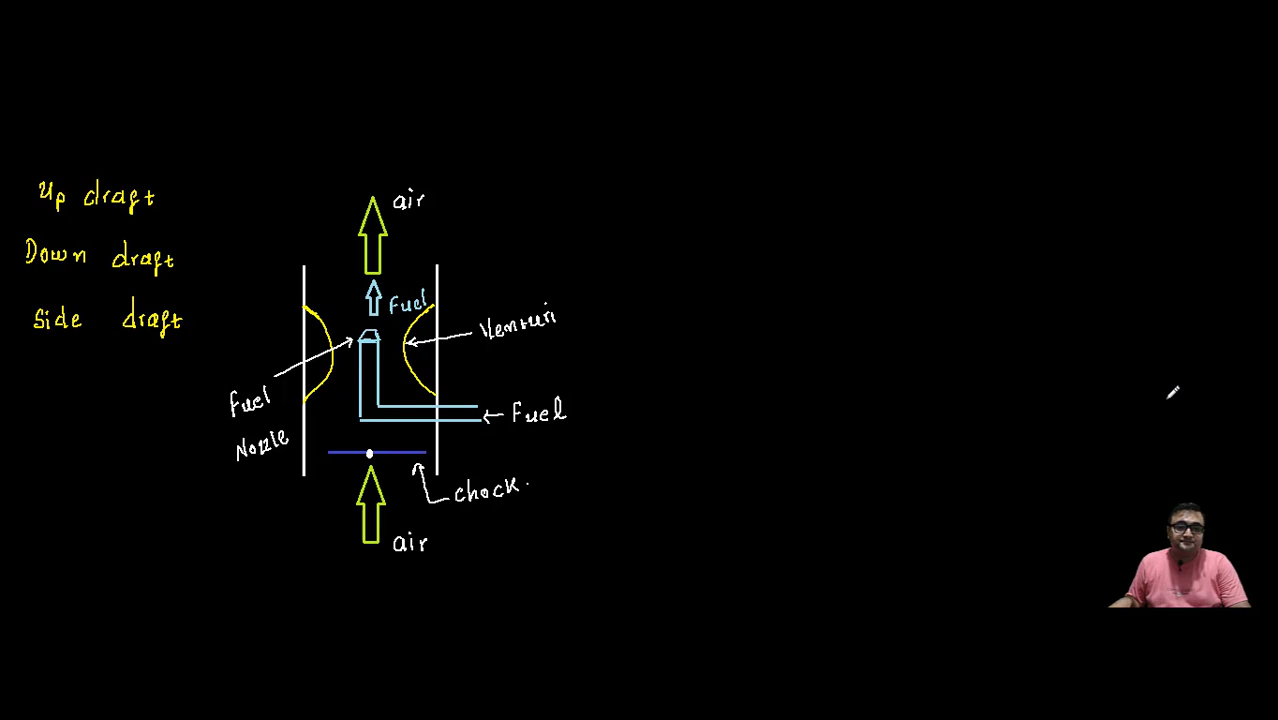 Up draft
Down draft
Side draft
air
Fuel
Venturi
Fuel
Nozzle
Fuel
chock.
air